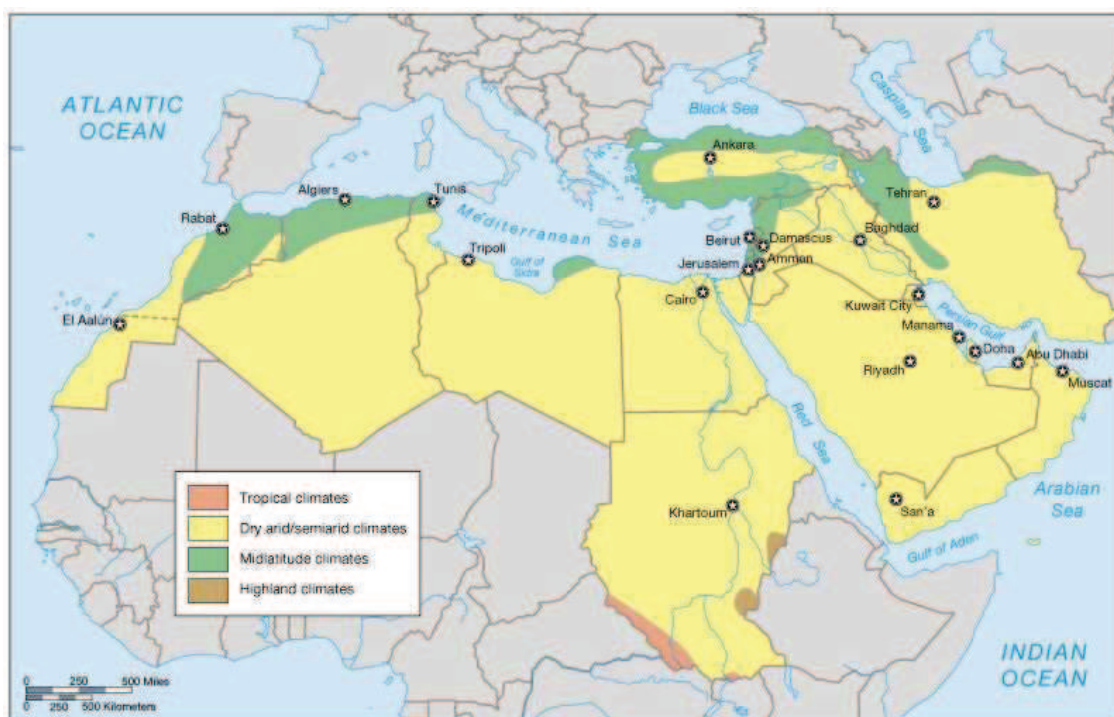 ATLANTIC
OCEAN
Black Sea
Caspian Sea
Ankara
Algiers
Tunis
Tehran
Rabat
Mediterranean Sea
Beirut
Damascus
Baghdad
Tripoli
Gulf of
Sidra
Jerusalem
Amman
Cairo
Kuwait City
El Aalún
Persian Gulf
Manama
Doha
Abu Dhabi
Riyadh
Muscat
Red Sea
Tropical climates
Dry arid/semiarid climates
Midlatitude climates
Highland climates
Khartoum
San'a
Arabian
Sea
Gulf of Aden
INDIAN
OCEAN
0 250 500 Miles
0 250 500 Kilometers